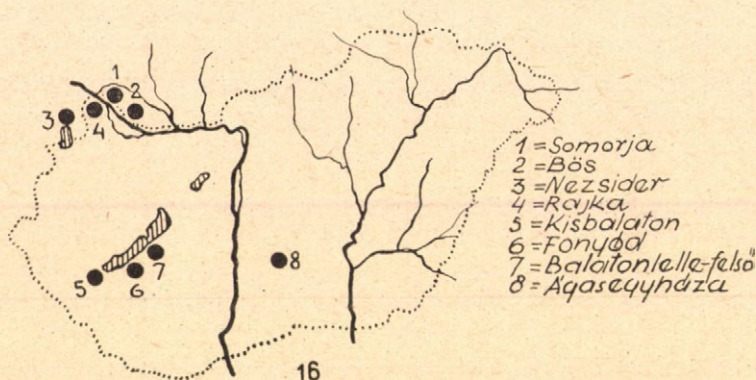 1
2
3
4
5
6
7
8
1=Somorja
2=Bös
3=Nezsider
4=Rajka
5=Kisbalaton
6=Fonyód
7=Balatonlelle-felső
8=Ágasegyháza
16